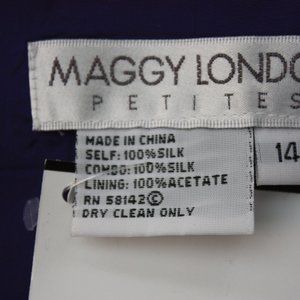 MAGGY LONDO
PETITES
MADE IN CHINA
SELF: 100% SILK
COMBO: 100% SILK
LINING: 100% ACETATE
RN 58142 ©
DRY CLEAN ONLY
14